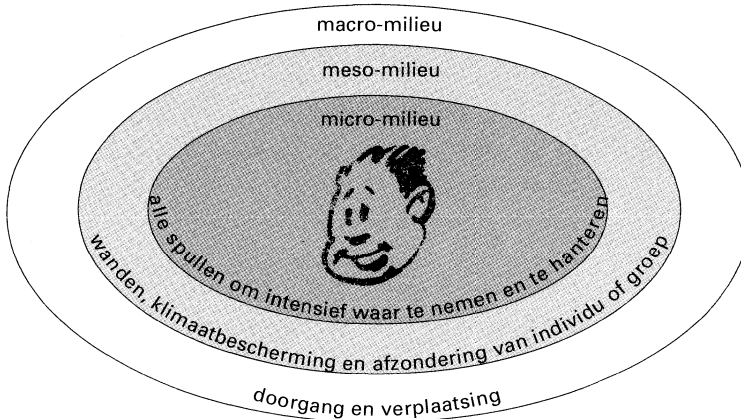 macro-milieu
meso-milieu
micro-milieu
alle spullen om intensief waar te nemen en te hanteren
wanden, klimaatbescherming en afzondering van individu of groep
doorgang en verplaatsing